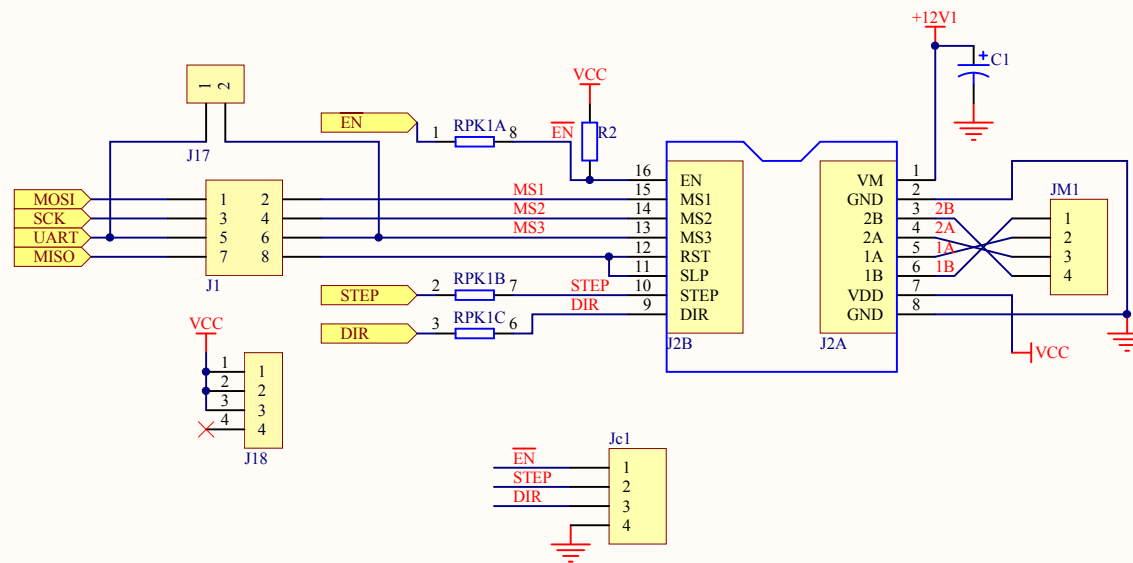 +12V1
C1
VCC
1 2
J17
EN
1 RPK1A 8
EN
R2
MOSI
SCK
UART
MISO
1 2
3 4
5 6
7 8
J1
MS1
MS2
MS3
16 EN
15 MS1
14 MS2
13 MS3
12 RST
11 SLP
10 STEP
9 DIR
J2B
STEP
2 RPK1B 7
STEP
DIR
3 RPK1C 6
DIR
VM 1
GND 2
2B 3 2B
2A 4 2A
1A 5 1A
1B 6 1B
VDD 7
GND 8
J2A
JM1
1
2
3
4
VCC
VCC
1 1
2 2
3 3
4 4
J18
Jc1
EN 1
STEP 2
DIR 3
4